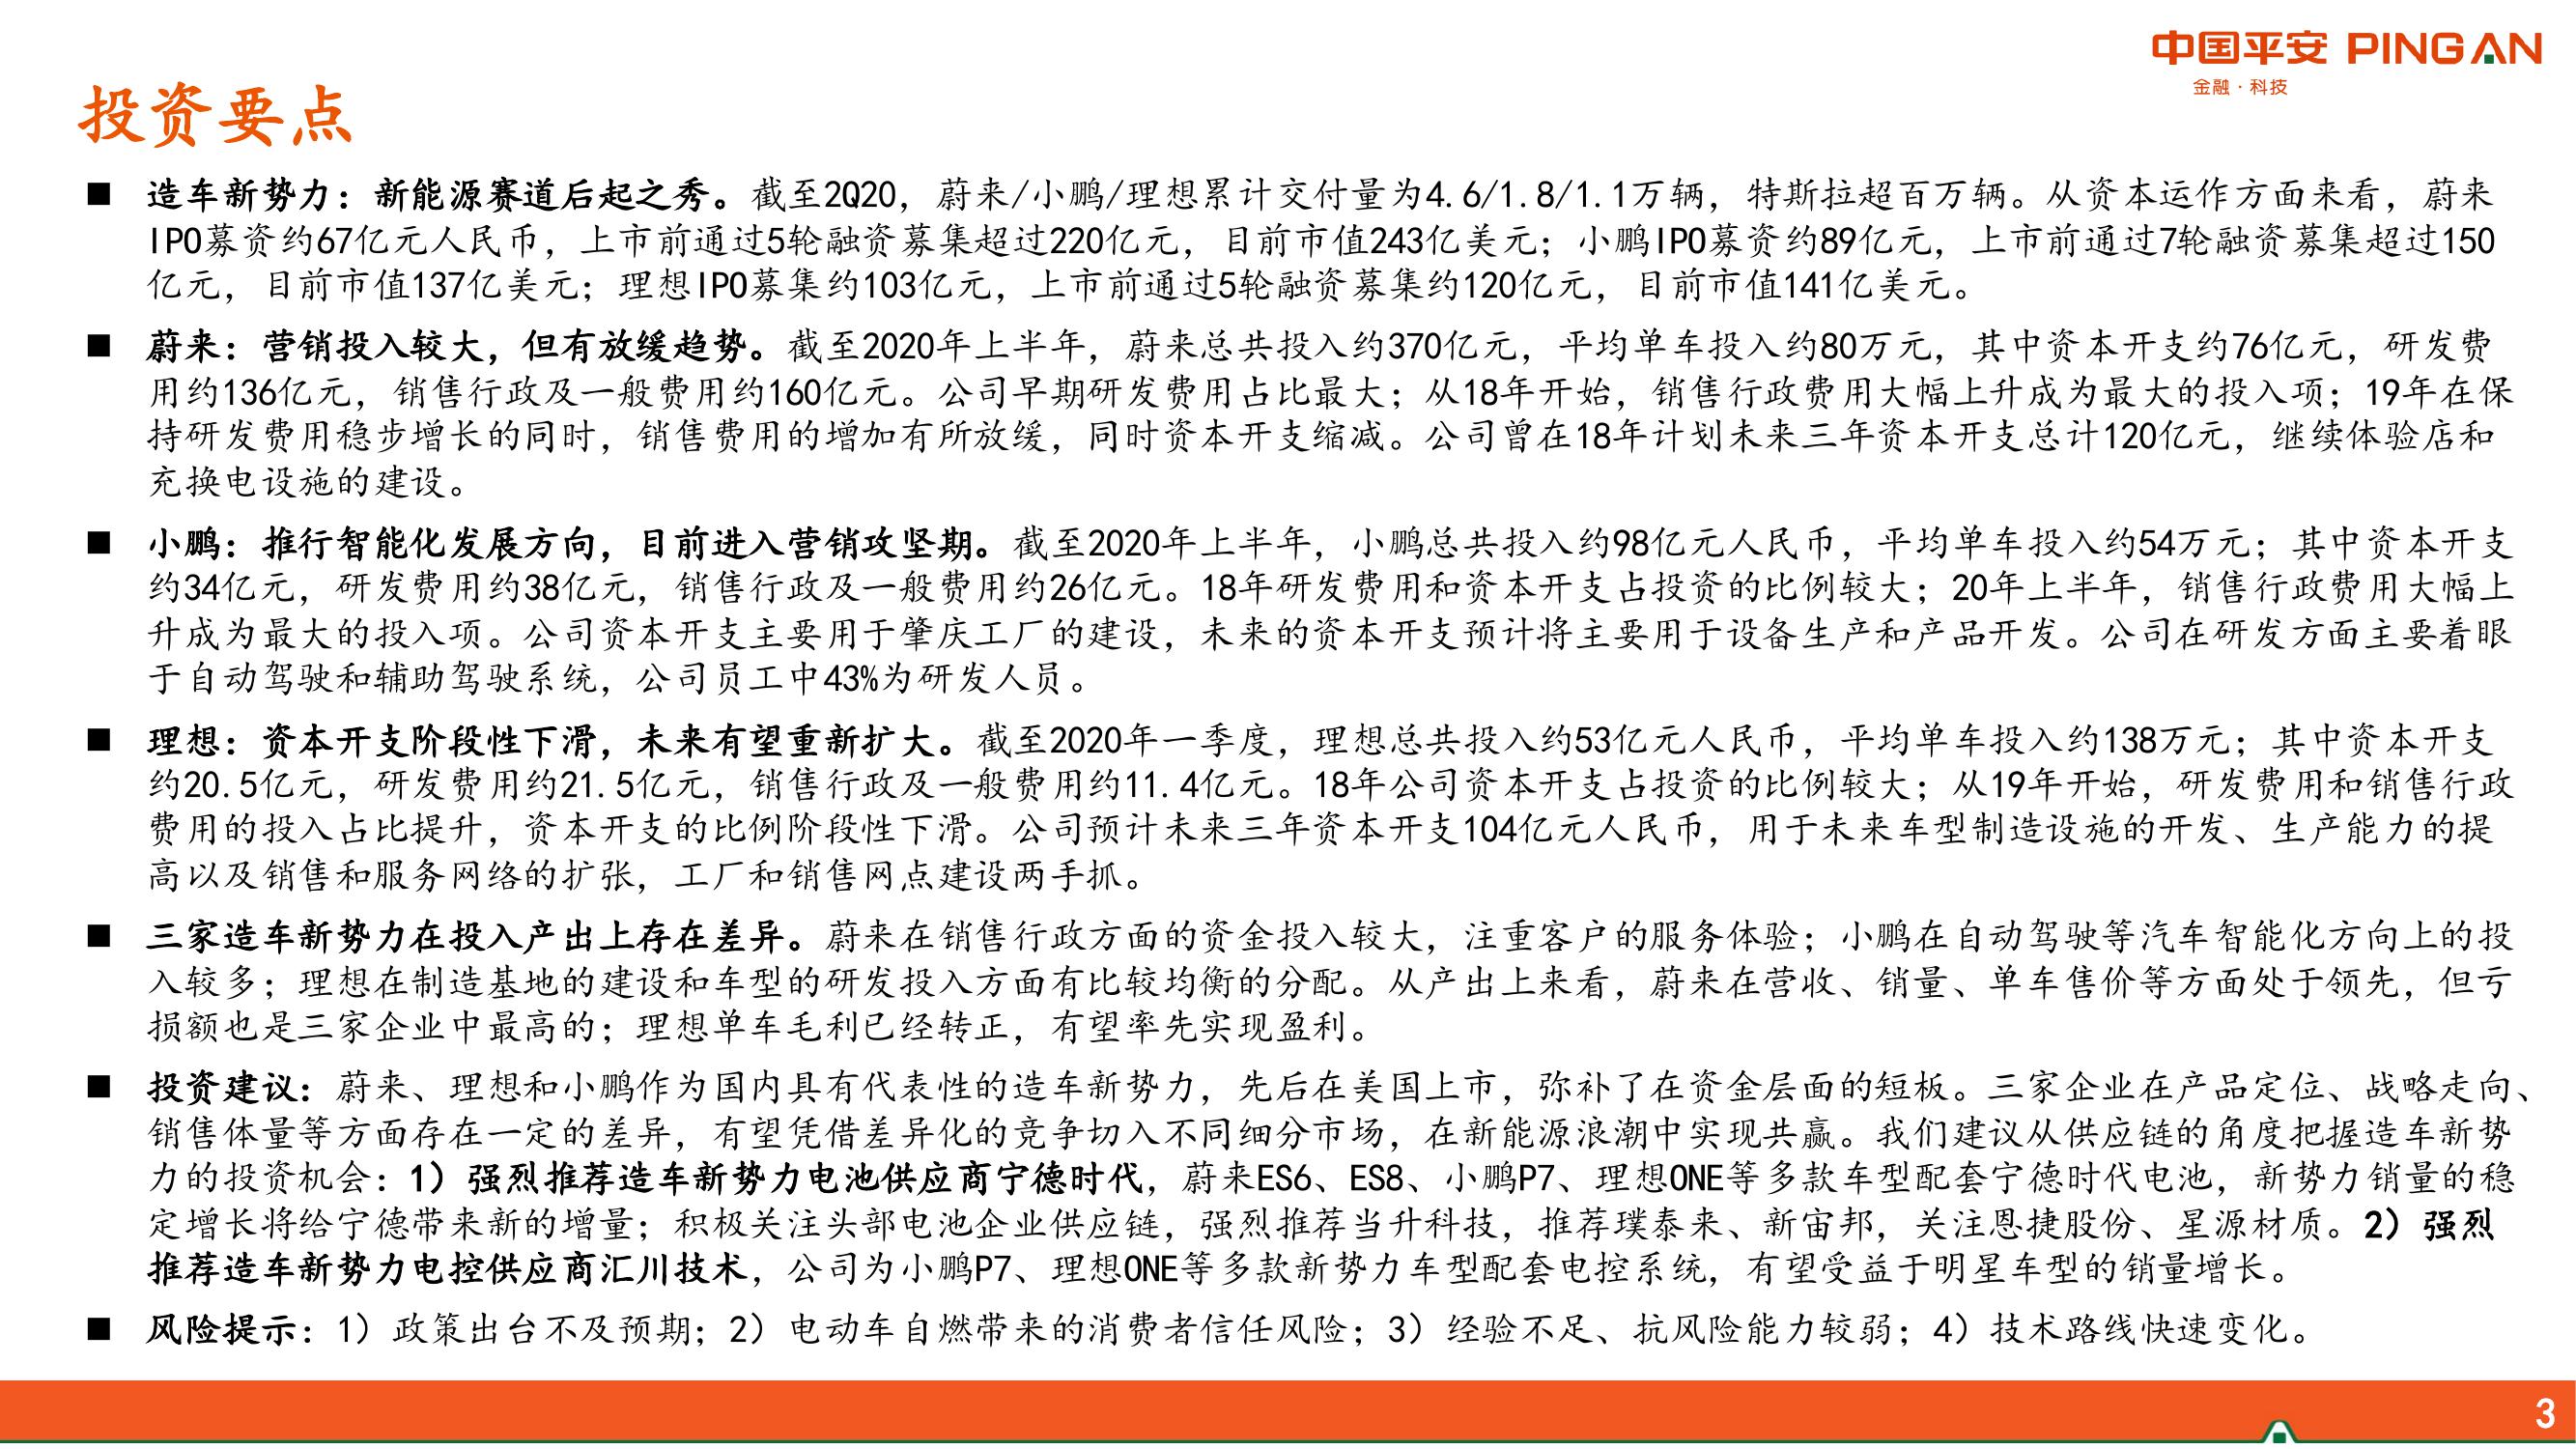 中国平安 PINGAN
金融·科技
投资要点
■ 造车新势力：新能源赛道后起之秀。截至2Q20，蔚来/小鹏/理想累计交付量为4.6/1.8/1.1万辆，特斯拉超百万辆。从资本运作方面来看，蔚来
IPO募资约67亿元人民币，上市前通过5轮融资募集超过220亿元，目前市值243亿美元；小鹏IPO募资约89亿元，上市前通过7轮融资募集超过150
亿元，目前市值137亿美元；理想IPO募集约103亿元，上市前通过5轮融资募集约120亿元，目前市值141亿美元。
■ 蔚来：营销投入较大，但有放缓趋势。截至2020年上半年，蔚来总共投入约370亿元，平均单车投入约80万元，其中资本开支约76亿元，研发费
用约136亿元，销售行政及一般费用约160亿元。公司早期研发费用占比最大；从18年开始，销售行政费用大幅上升成为最大的投入项；19年在保
持研发费用稳步增长的同时，销售费用的增加有所放缓，同时资本开支缩减。公司曾在18年计划未来三年资本开支总计120亿元，继续体验店和
充换电设施的建设。
■ 小鹏：推行智能化发展方向，目前进入营销攻坚期。截至2020年上半年，小鹏总共投入约98亿元人民币，平均单车投入约54万元；其中资本开支
约34亿元，研发费用约38亿元，销售行政及一般费用约26亿元。18年研发费用和资本开支占投资的比例较大；20年上半年，销售行政费用大幅上
升成为最大的投入项。公司资本开支主要用于肇庆工厂的建设，未来的资本开支预计将主要用于设备生产和产品开发。公司在研发方面主要着眼
于自动驾驶和辅助驾驶系统，公司员工中43%为研发人员。
■ 理想：资本开支阶段性下滑，未来有望重新扩大。截至2020年一季度，理想总共投入约53亿元人民币，平均单车投入约138万元；其中资本开支
约20.5亿元，研发费用约21.5亿元，销售行政及一般费用约11.4亿元。18年公司资本开支占投资的比例较大；从19年开始，研发费用和销售行政
费用的投入占比提升，资本开支的比例阶段性下滑。公司预计未来三年资本开支104亿元人民币，用于未来车型制造设施的开发、生产能力的提
高以及销售和服务网络的扩张，工厂和销售网点建设两手抓。
■ 三家造车新势力在投入产出上存在差异。蔚来在销售行政方面的资金投入较大，注重客户的服务体验；小鹏在自动驾驶等汽车智能化方向上的投
入较多；理想在制造基地的建设和车型的研发投入方面有比较均衡的分配。从产出上来看，蔚来在营收、销量、单车售价等方面处于领先，但亏
损额也是三家企业中最高的；理想单车毛利已经转正，有望率先实现盈利。
■ 投资建议：蔚来、理想和小鹏作为国内具有代表性的造车新势力，先后在美国上市，弥补了在资金层面的短板。三家企业在产品定位、战略走向、
销售体量等方面存在一定的差异，有望凭借差异化的竞争切入不同细分市场，在新能源浪潮中实现共赢。我们建议从供应链的角度把握造车新势
力的投资机会：1）强烈推荐造车新势力电池供应商宁德时代，蔚来ES6、ES8、小鹏P7、理想ONE等多款车型配套宁德时代电池，新势力销量的稳
定增长将给宁德带来新的增量；积极关注头部电池企业供应链，强烈推荐当升科技，推荐璞泰来、新宙邦，关注恩捷股份、星源材质。2）强烈
推荐造车新势力电控供应商汇川技术，公司为小鹏P7、理想ONE等多款新势力车型配套电控系统，有望受益于明星车型的销量增长。
■ 风险提示：1）政策出台不及预期；2）电动车自燃带来的消费者信任风险；3）经验不足、抗风险能力较弱；4）技术路线快速变化。
3